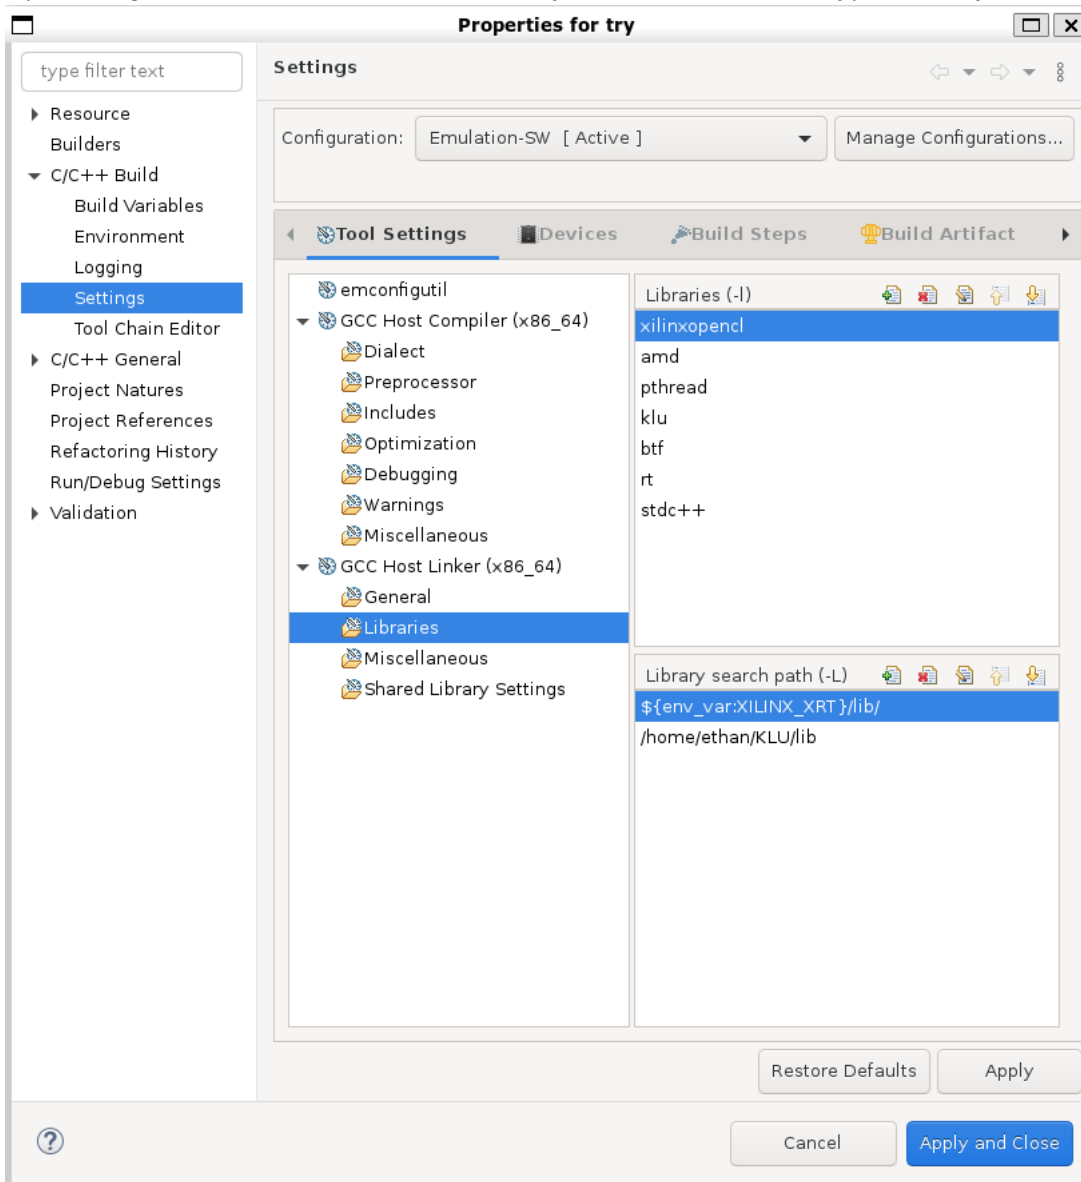 Properties for try
type filter text
Resource
Builders
C/C++ Build
Build Variables
Environment
Logging
Settings
Tool Chain Editor
C/C++ General
Project Natures
Project References
Refactoring History
Run/Debug Settings
Validation
Settings
Configuration:
Emulation-SW [ Active ]
Manage Configurations...
Tool Settings
Devices
Build Steps
Build Artifact
emconfigutil
GCC Host Compiler (x86_64)
Dialect
Preprocessor
Includes
Optimization
Debugging
Warnings
Miscellaneous
GCC Host Linker (x86_64)
General
Libraries
Miscellaneous
Shared Library Settings
Libraries (-l)
xilinxopencl
amd
pthread
klu
btf
rt
stdc++
Library search path (-L)
${env_var:XILINX_XRT}/lib/
/home/ethan/KLU/lib
Restore Defaults
Apply
Cancel
Apply and Close